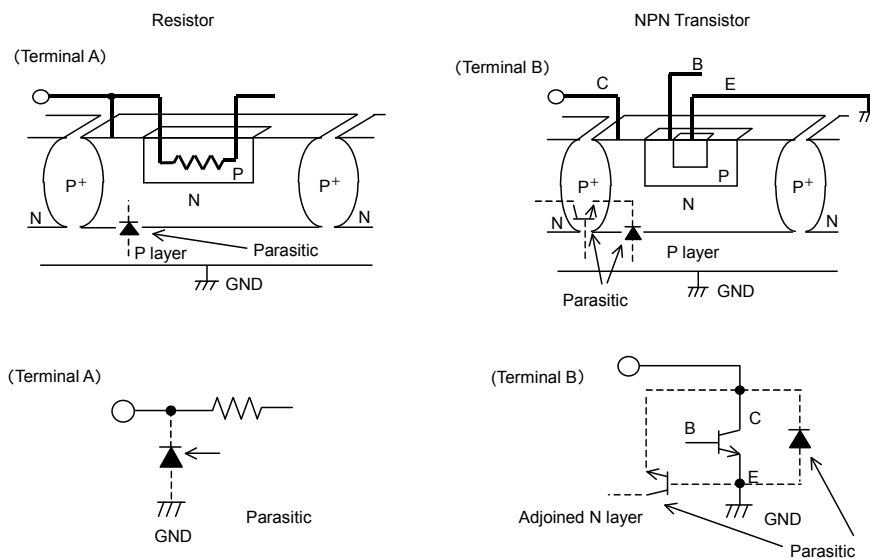 Resistor
(Terminal A)
P+
P
N
P+
N
N
P layer
Parasitic
GND
NPN Transistor
(Terminal B)
C
B
E
P+
P
N
P+
N
N
P layer
Parasitic
GND
(Terminal A)
GND
Parasitic
(Terminal B)
C
B
E
Adjoined N layer
GND
Parasitic